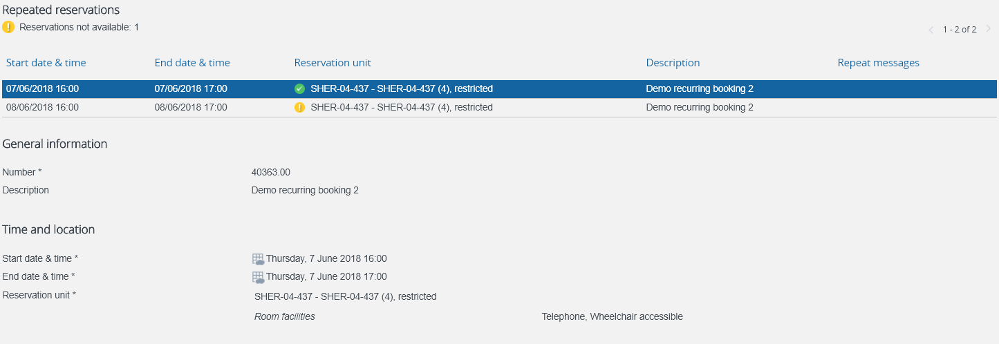 Repeated reservations
Reservations not available: 1
1 - 2 of 2
Start date & time End date & time Reservation unit Description Repeat messages
07/06/2018 16:00 07/06/2018 17:00 SHER-04-437 - SHER-04-437 (4), restricted Demo recurring booking 2
08/06/2018 16:00 08/06/2018 17:00 SHER-04-437 - SHER-04-437 (4), restricted Demo recurring booking 2
General information
Number * 40363.00
Description Demo recurring booking 2
Time and location
Start date & time * Thursday, 7 June 2018 16:00
End date & time * Thursday, 7 June 2018 17:00
Reservation unit * SHER-04-437 - SHER-04-437 (4), restricted
Room facilities Telephone, Wheelchair accessible